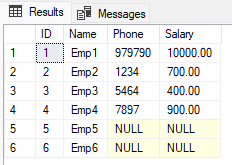 Results Messages
ID Name Phone Salary
1 1 Emp1 979790 10000.00
2 2 Emp2 1234 700.00
3 3 Emp3 5464 400.00
4 4 Emp4 7897 900.00
5 5 Emp5 NULL NULL
6 6 Emp6 NULL NULL